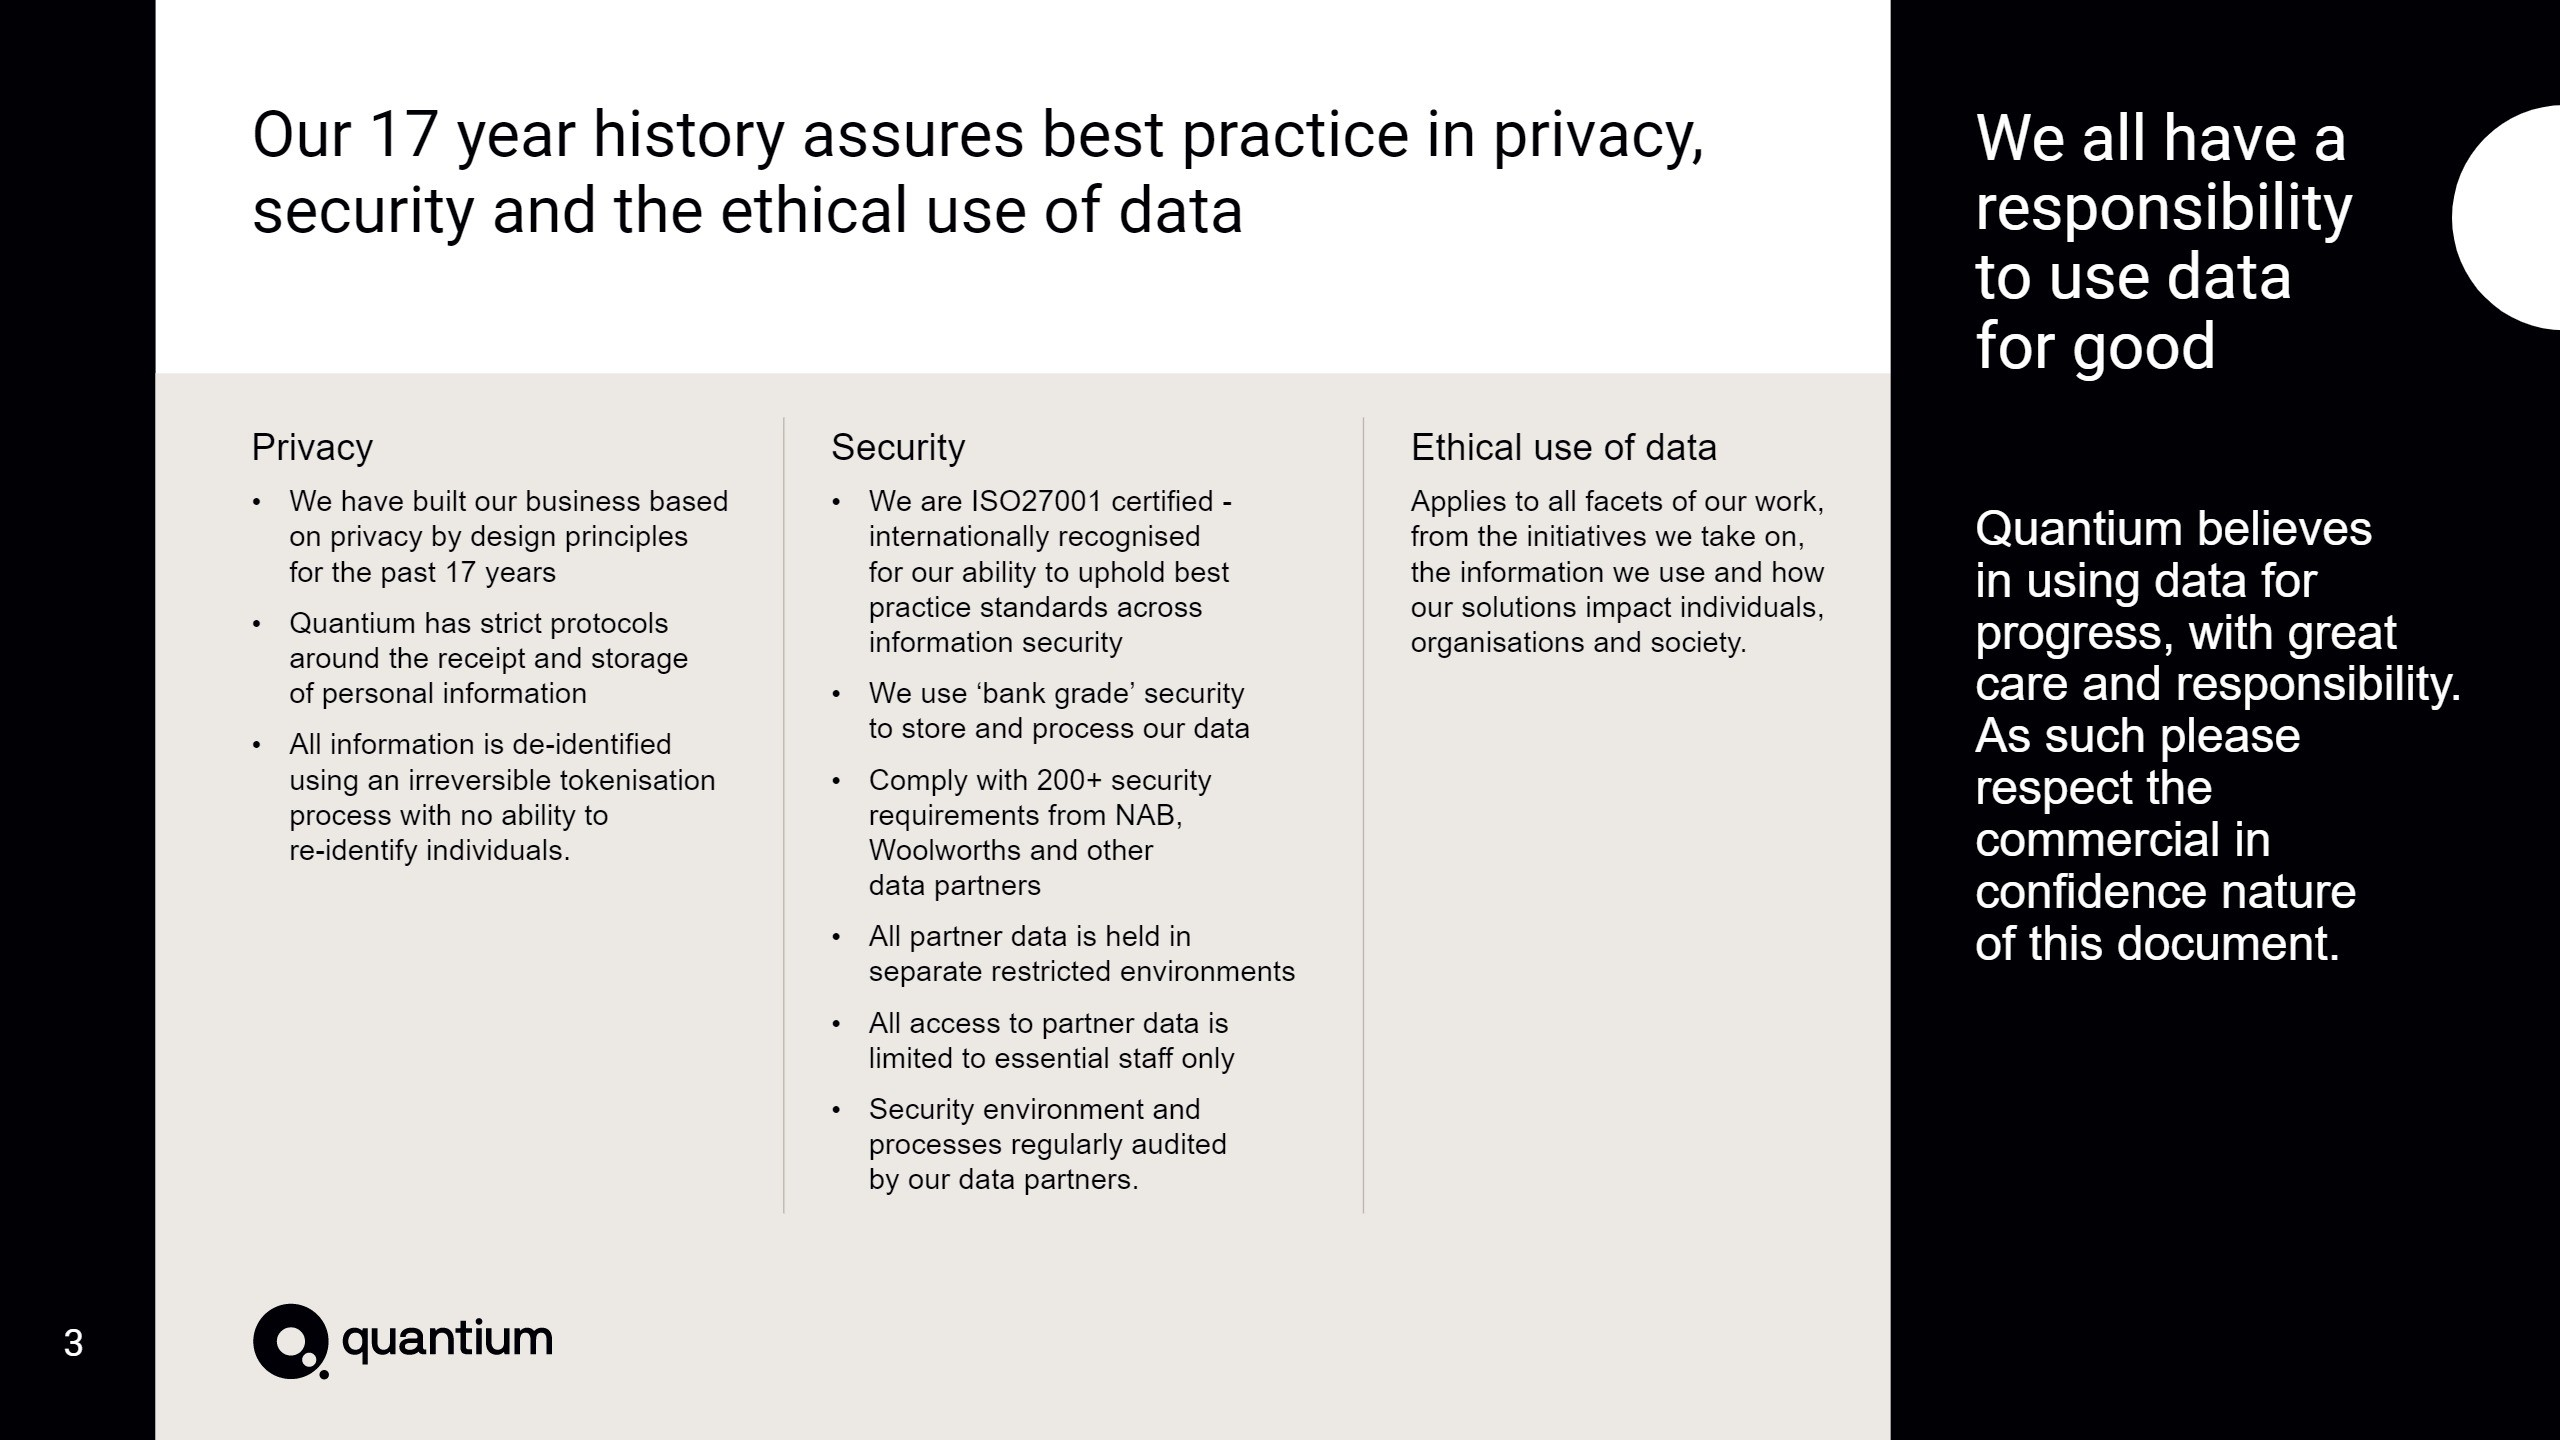 Our 17 year history assures best practice in privacy,
security and the ethical use of data
Privacy
• We have built our business based
on privacy by design principles
for the past 17 years
• Quantium has strict protocols
around the receipt and storage
of personal information
• All information is de-identified
using an irreversible tokenisation
process with no ability to
re-identify individuals.
Security
• We are ISO27001 certified -
internationally recognised
for our ability to uphold best
practice standards across
information security
• We use ‘bank grade’ security
to store and process our data
• Comply with 200+ security
requirements from NAB,
Woolworths and other
data partners
• All partner data is held in
separate restricted environments
• All access to partner data is
limited to essential staff only
• Security environment and
processes regularly audited
by our data partners.
Ethical use of data
Applies to all facets of our work,
from the initiatives we take on,
the information we use and how
our solutions impact individuals,
organisations and society.
We all have a
responsibility
to use data
for good
Quantium believes
in using data for
progress, with great
care and responsibility.
As such please
respect the
commercial in
confidence nature
of this document.
3
quantium